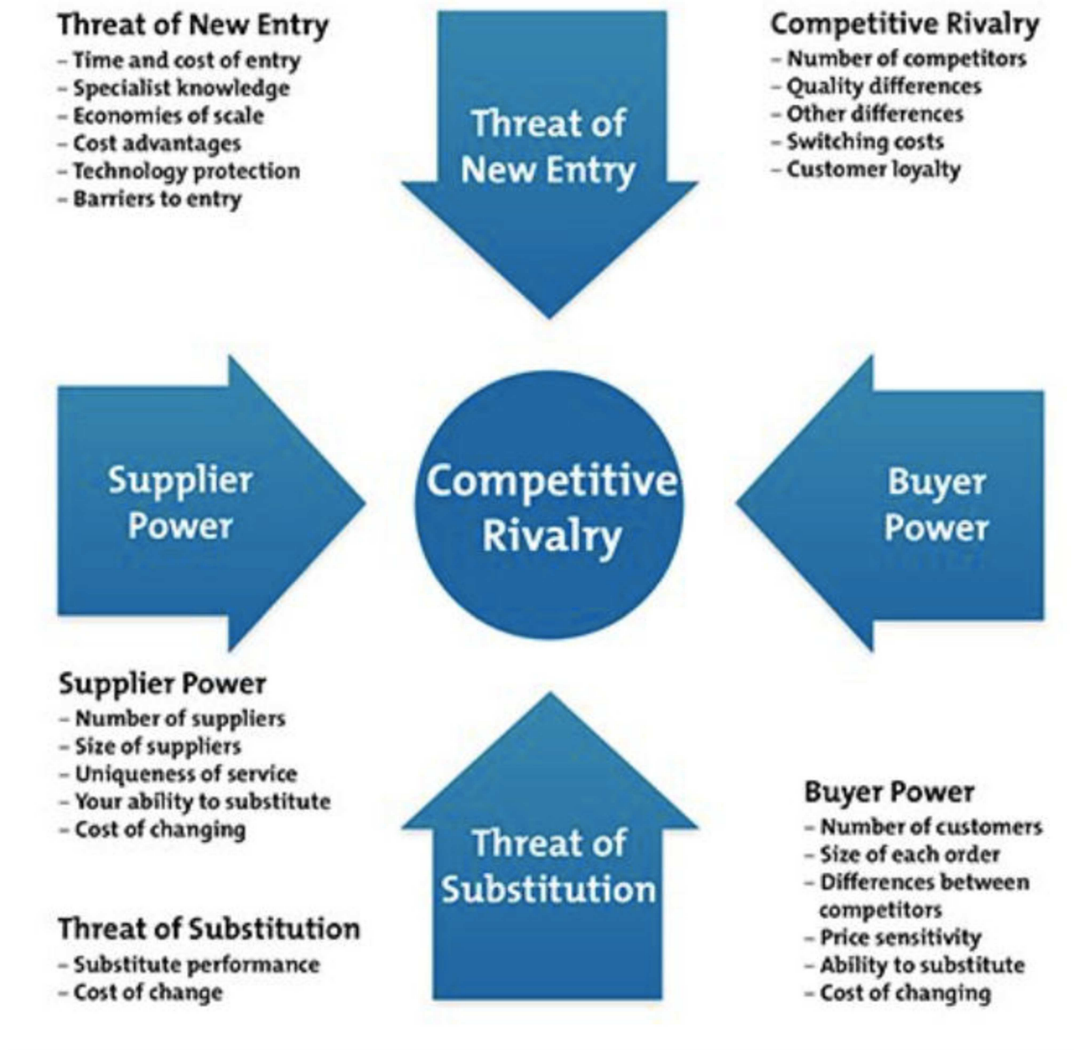 Threat of New Entry
- Time and cost of entry
- Specialist knowledge
- Economies of scale
- Cost advantages
- Technology protection
- Barriers to entry
Threat of
New Entry
Competitive Rivalry
- Number of competitors
- Quality differences
- Other differences
- Switching costs
- Customer loyalty
Supplier
Power
Competitive
Rivalry
Buyer
Power
Supplier Power
- Number of suppliers
- Size of suppliers
- Uniqueness of service
- Your ability to substitute
- Cost of changing
Threat of Substitution
- Substitute performance
- Cost of change
Threat of
Substitution
Buyer Power
- Number of customers
- Size of each order
- Differences between
competitors
- Price sensitivity
- Ability to substitute
- Cost of changing